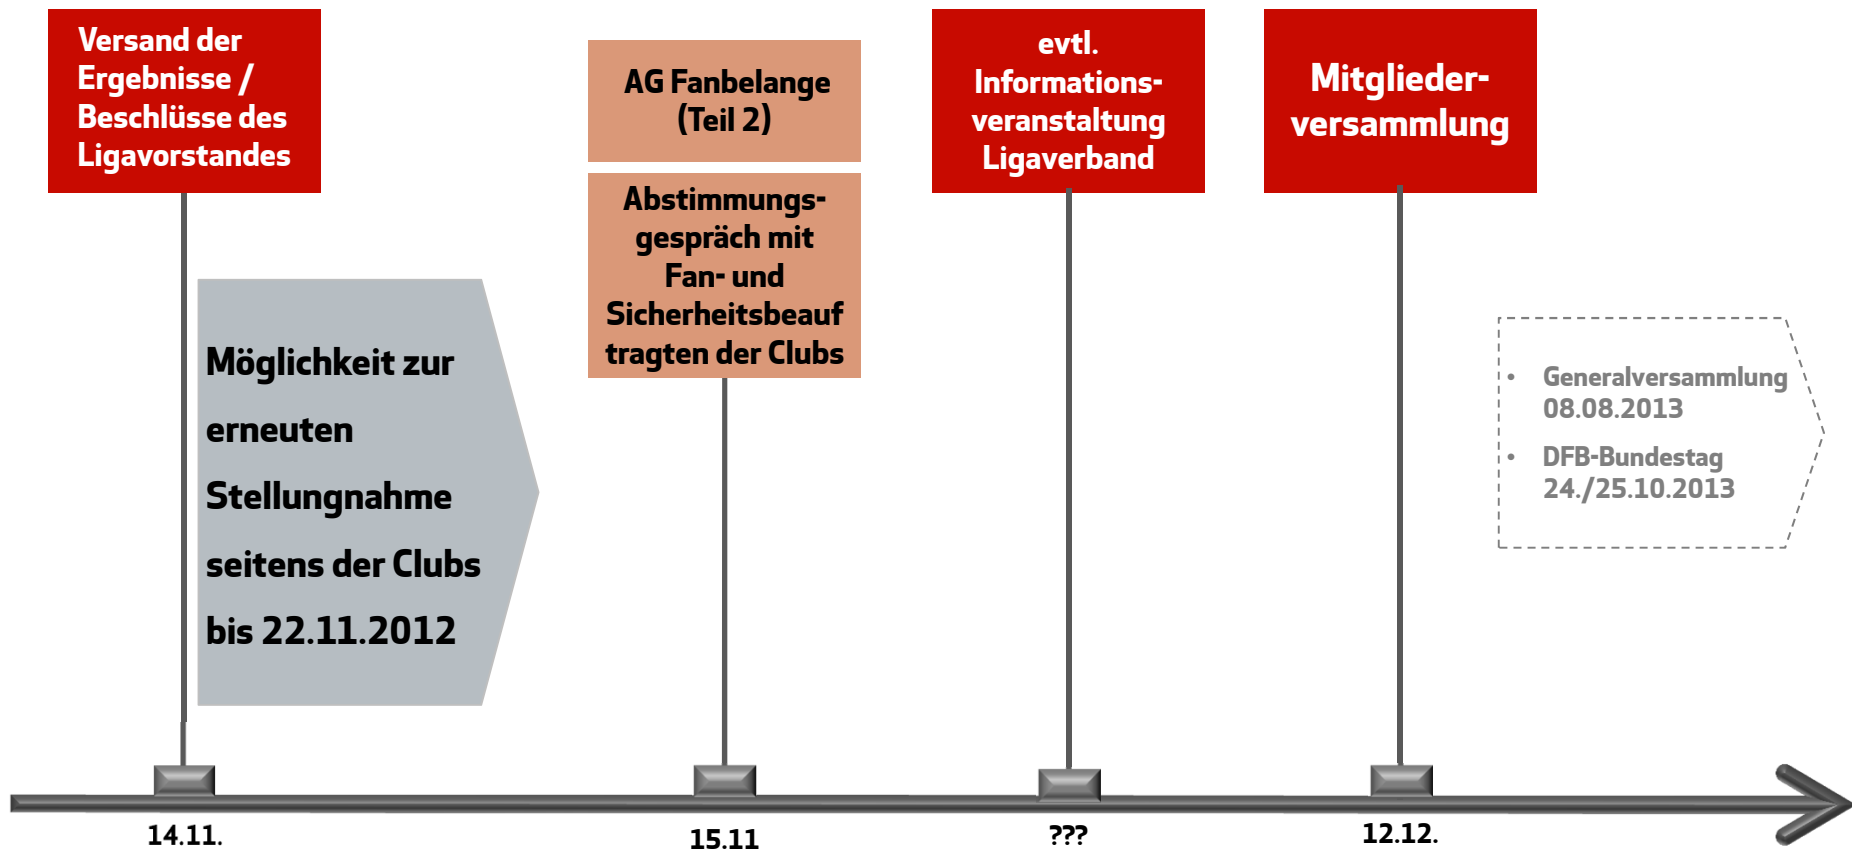 Versand der
Ergebnisse /
Beschlüsse des
Ligavorstandes
Möglichkeit zur
erneuten
Stellungnahme
seitens der Clubs
bis 22.11.2012
AG Fanbelange
(Teil 2)
Abstimmungs-
gespräch mit
Fan- und
Sicherheitsbeauf
tragten der Clubs
evtl.
Informations-
veranstaltung
Ligaverband
Mitglieder-
versammlung
• Generalversammlung
08.08.2013
• DFB-Bundestag
24./25.10.2013
14.11.
15.11
???
12.12.